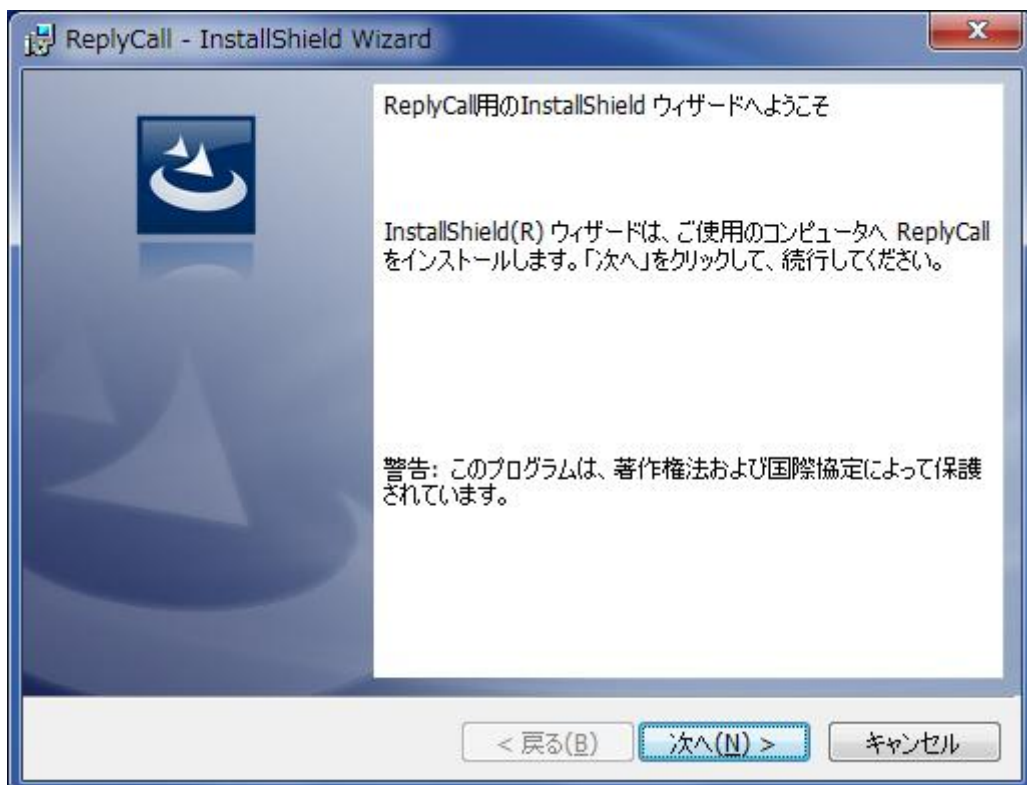 ReplyCall - InstallShield Wizard
ReplyCall用のInstallShield ウィザードへようこそ
InstallShield(R) ウィザードは、ご使用のコンピュータへ ReplyCall
をインストールします。「次へ」をクリックして、続行してください。
警告: このプログラムは、著作権法および国際協定によって保護
されています。
< 戻る(B)
次へ(N) >
キャンセル